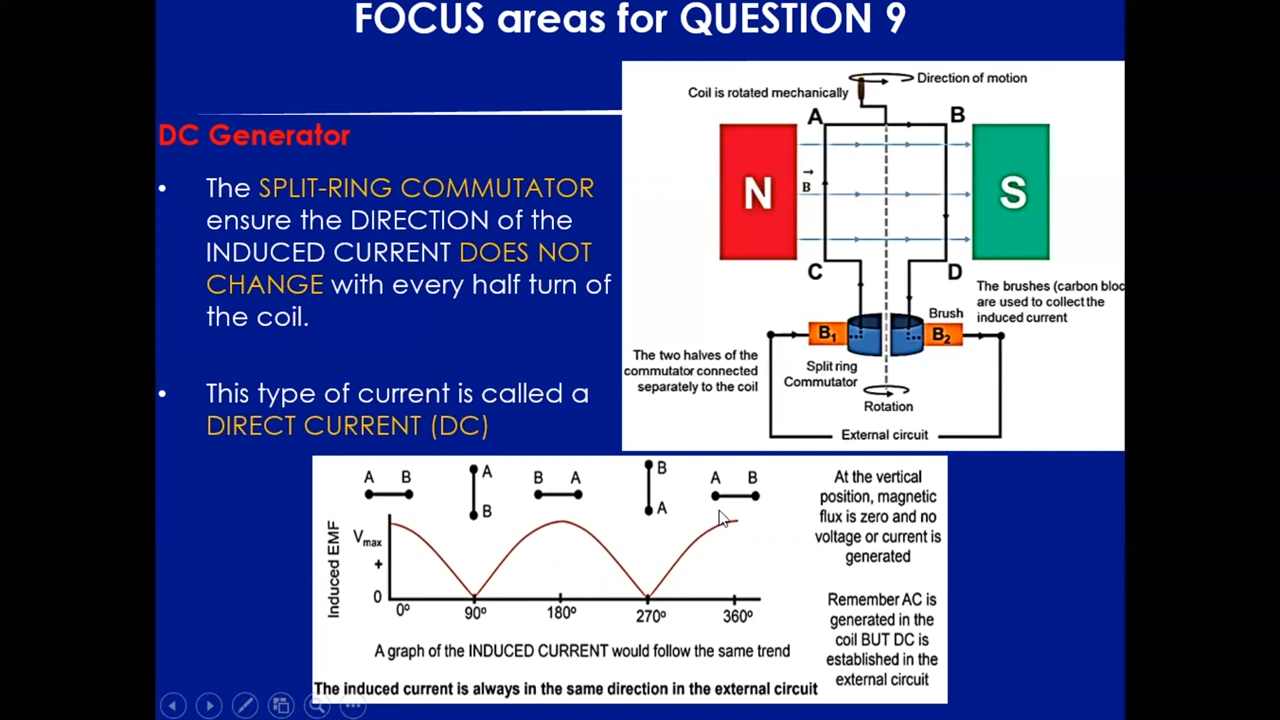 FOCUS areas for QUESTION 9
DC Generator
• The SPLIT-RING COMMUTATOR
ensure the DIRECTION of the
INDUCED CURRENT DOES NOT
CHANGE with every half turn of
the coil.
• This type of current is called a
DIRECT CURRENT (DC)
Direction of motion
Coil is rotated mechanically
A
B
N
B
S
C
D
The brushes (carbon bloc
are used to collect the
induced current
Brush
B1
B2
The two halves of the
commutator connected
separately to the coil
Split ring
Commutator
Rotation
External circuit
A B
A
B
B A
B
A
A B
Induced EMF
Vmax
+
0
0º 90º 180º 270º 360º
A graph of the INDUCED CURRENT would follow the same trend
The induced current is always in the same direction in the external circuit
At the vertical
position, magnetic
flux is zero and no
voltage or current is
generated
Remember AC is
generated in the
coil BUT DC is
established in the
external circuit